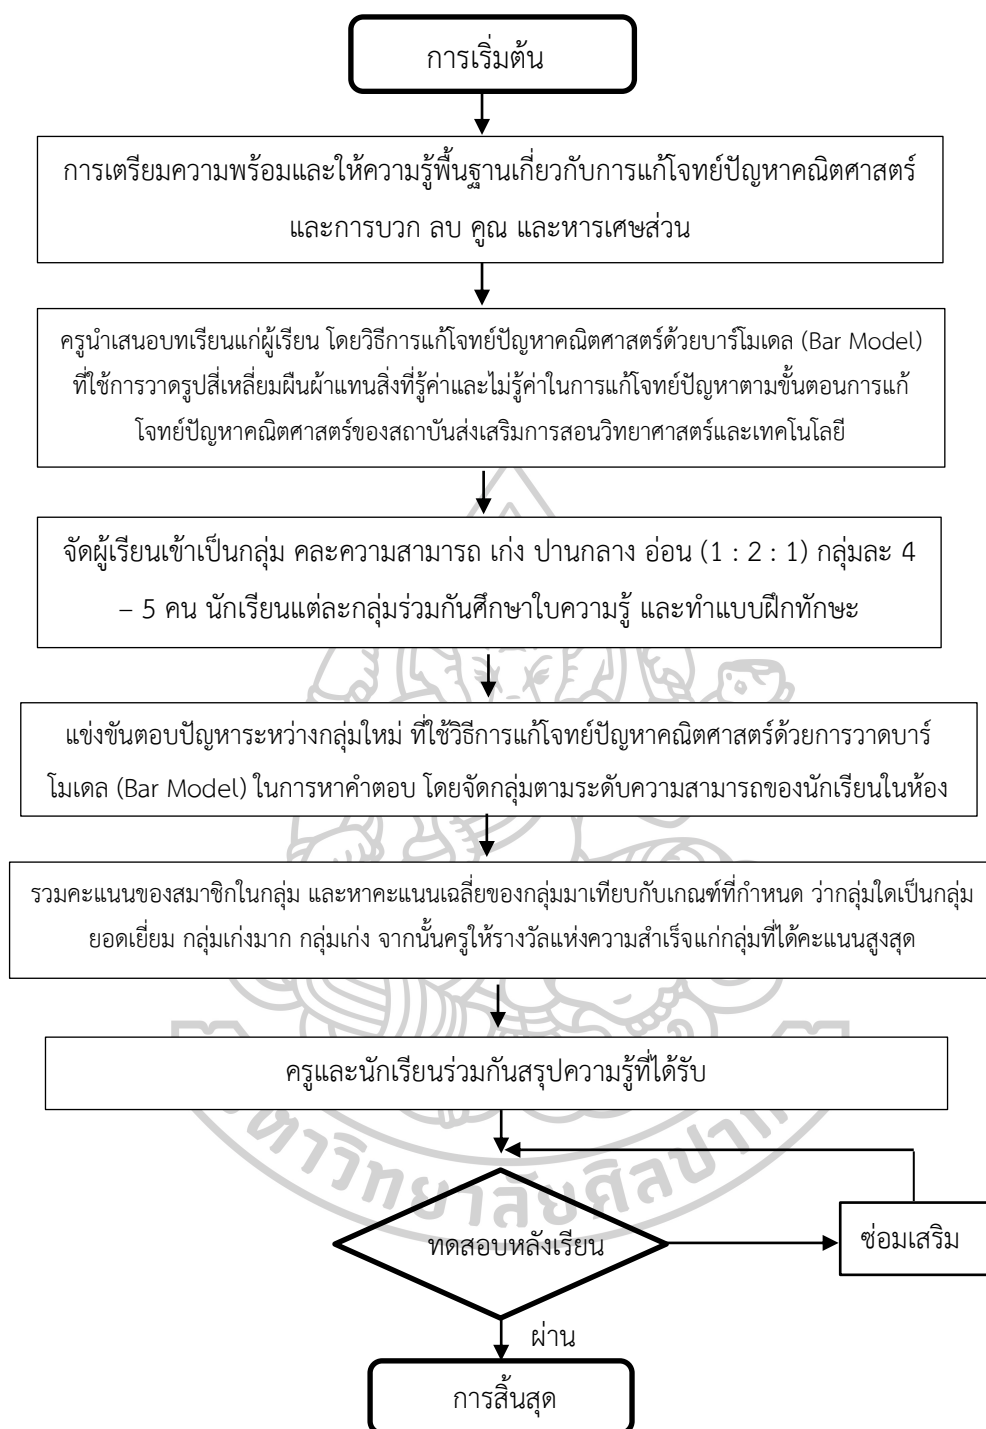 การเริ่มต้น
การเตรียมความพร้อมและให้ความรู้พื้นฐานเกี่ยวกับการแก้โจทย์ปัญหาคณิตศาสตร์
และการบวก ลบ คูณ และหารเศษส่วน
ครูนำเสนอบทเรียนแก่ผู้เรียน โดยวิธีการแก้โจทย์ปัญหาคณิตศาสตร์ด้วยบาร์โมเดล (Bar Model)
ที่ใช้การวาดรูปสี่เหลี่ยมผืนผ้าแทนสิ่งที่รู้ค่าและไม่รู้ค่าในการแก้โจทย์ปัญหาตามขั้นตอนการแก้
โจทย์ปัญหาคณิตศาสตร์ของสถาบันส่งเสริมการสอนวิทยาศาสตร์และเทคโนโลยี
จัดผู้เรียนเข้าเป็นกลุ่ม คละความสามารถ เก่ง ปานกลาง อ่อน (1 : 2 : 1) กลุ่มละ 4
– 5 คน นักเรียนแต่ละกลุ่มร่วมกันศึกษาใบความรู้ และทำแบบฝึกทักษะ
แข่งขันตอบปัญหาระหว่างกลุ่มใหม่ ที่ใช้วิธีการแก้โจทย์ปัญหาคณิตศาสตร์ด้วยการวาดบาร์
โมเดล (Bar Model) ในการหาคำตอบ โดยจัดกลุ่มตามระดับความสามารถของนักเรียนในห้อง
รวมคะแนนของสมาชิกในกลุ่ม และหาคะแนนเฉลี่ยของกลุ่มมาเทียบกับเกณฑ์ที่กำหนด ว่ากลุ่มใดเป็นกลุ่ม
ยอดเยี่ยม กลุ่มเก่งมาก กลุ่มเก่ง จากนั้นครูให้รางวัลแห่งความสำเร็จแก่กลุ่มที่ได้คะแนนสูงสุด
ครูและนักเรียนร่วมกันสรุปความรู้ที่ได้รับ
ทดสอบหลังเรียน
ซ่อมเสริม
ผ่าน
การสิ้นสุด